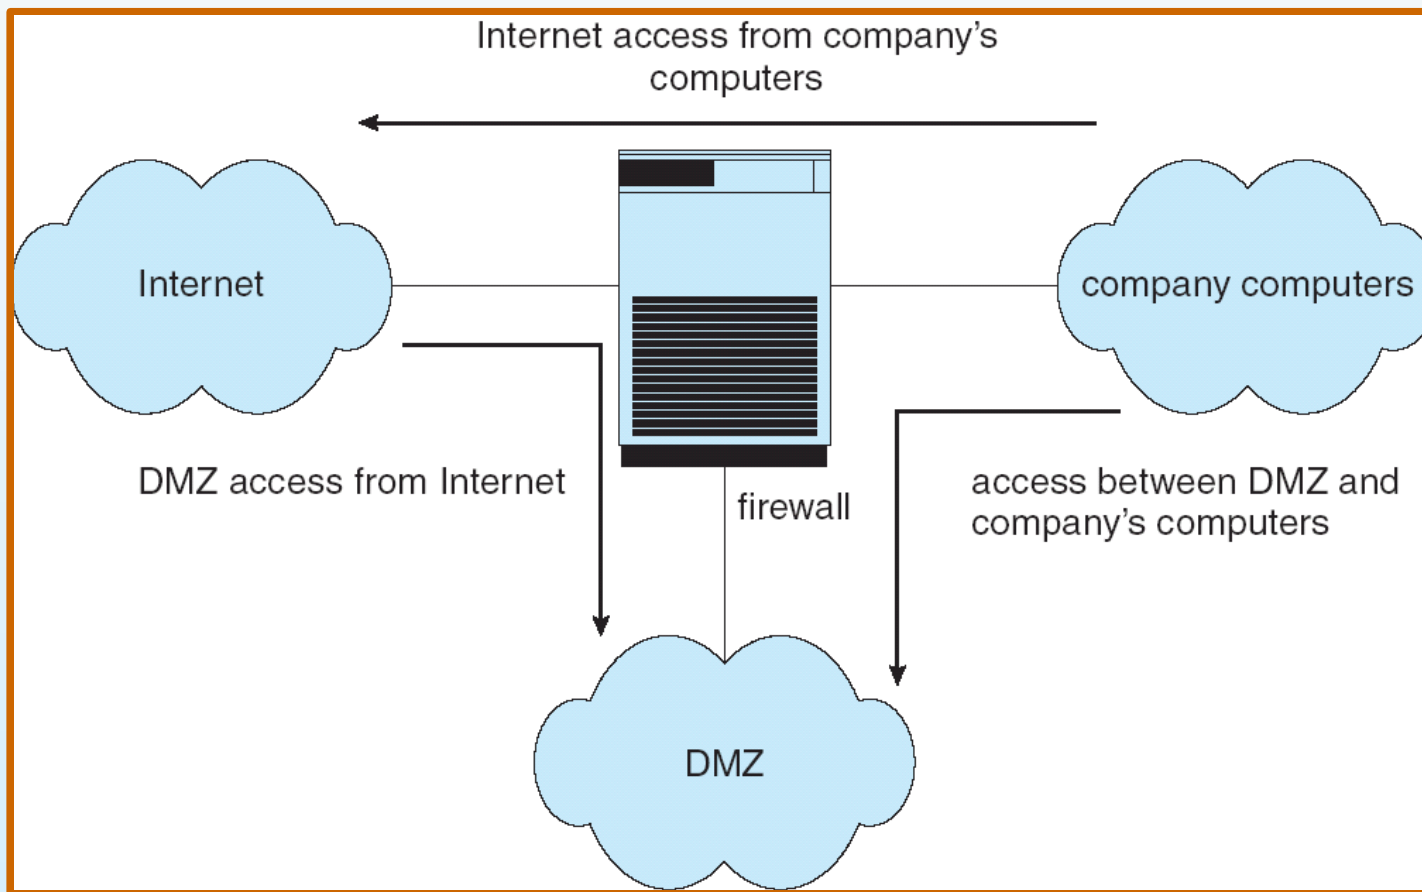 Internet access from company's
computers
Internet
company computers
DMZ access from Internet
firewall
access between DMZ and
company's computers
DMZ